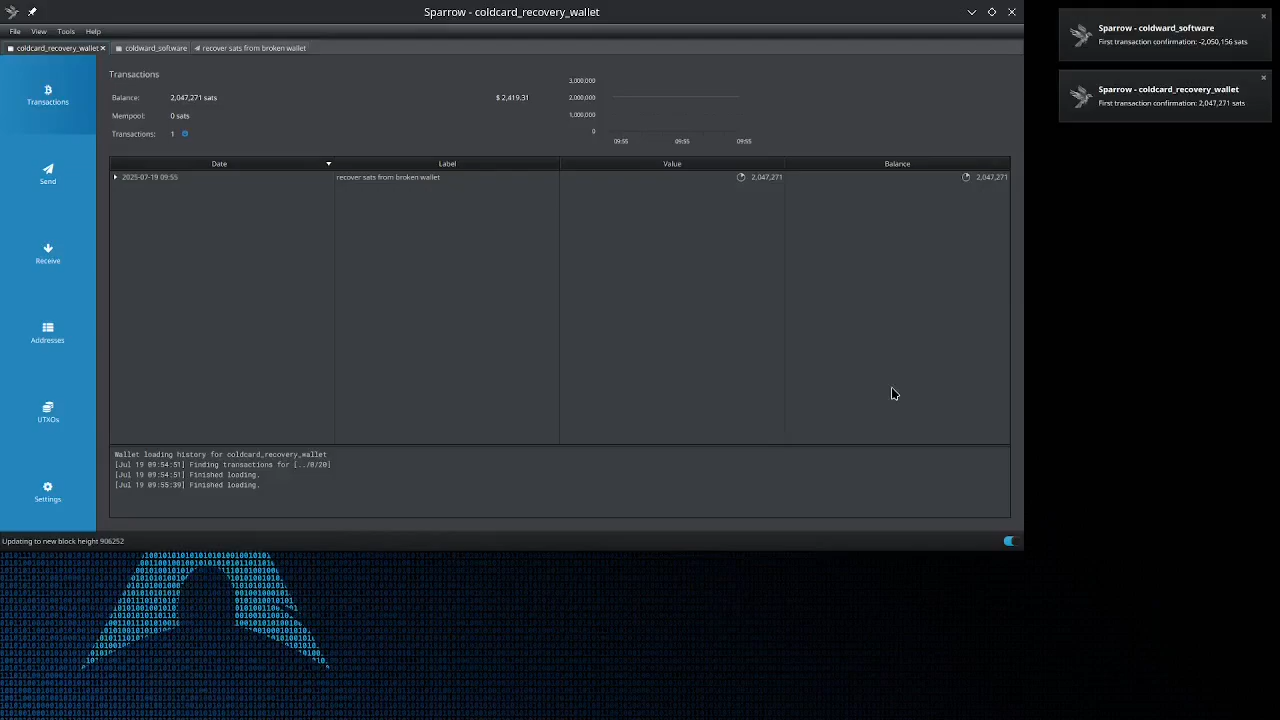 Sparrow - coldcard_recovery_wallet
File View Tools Help
coldcard_recovery_wallet coldward_software recover sats from broken wallet
Transactions
Send
Receive
Addresses
UTXOs
Settings
Transactions
Balance: 2,047,271 sats $ 2,419.31
Mempool: 0 sats
Transactions: 1
3,000,000
2,000,000
1,000,000
0
09:55 09:55 09:55
Date Label Value Balance
2025-07-19 09:55 recover sats from broken wallet 2,047,271 2,047,271
Wallet loading history for coldcard_recovery_wallet
[Jul 19 09:54:51] Finding transactions for [../0/20]
[Jul 19 09:54:51] Finished loading.
[Jul 19 09:55:39] Finished loading.
Updating to new block height 906252
Sparrow - coldward_software
First transaction confirmation: -2,050,156 sats
Sparrow - coldcard_recovery_wallet
First transaction confirmation: 2,047,271 sats